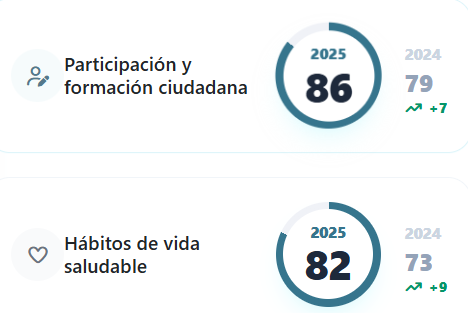 Participación y
formación ciudadana
2025
86
2024
79
+7
Hábitos de vida
saludable
2025
82
2024
73
+9